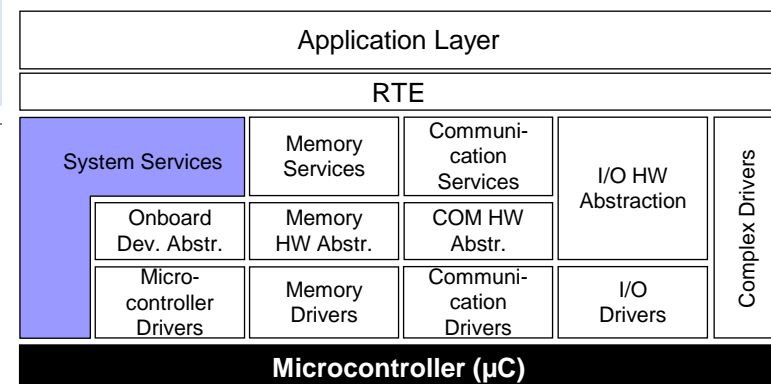 Application Layer
RTE
System Services
Memory
Services
Communi-
cation
Services
I/O HW
Abstraction
Complex Drivers
Onboard
Dev. Abstr.
Memory
HW Abstr.
COM HW
Abstr.
Micro-
controller
Drivers
Memory
Drivers
Communi-
cation
Drivers
I/O
Drivers
Microcontroller (µC)